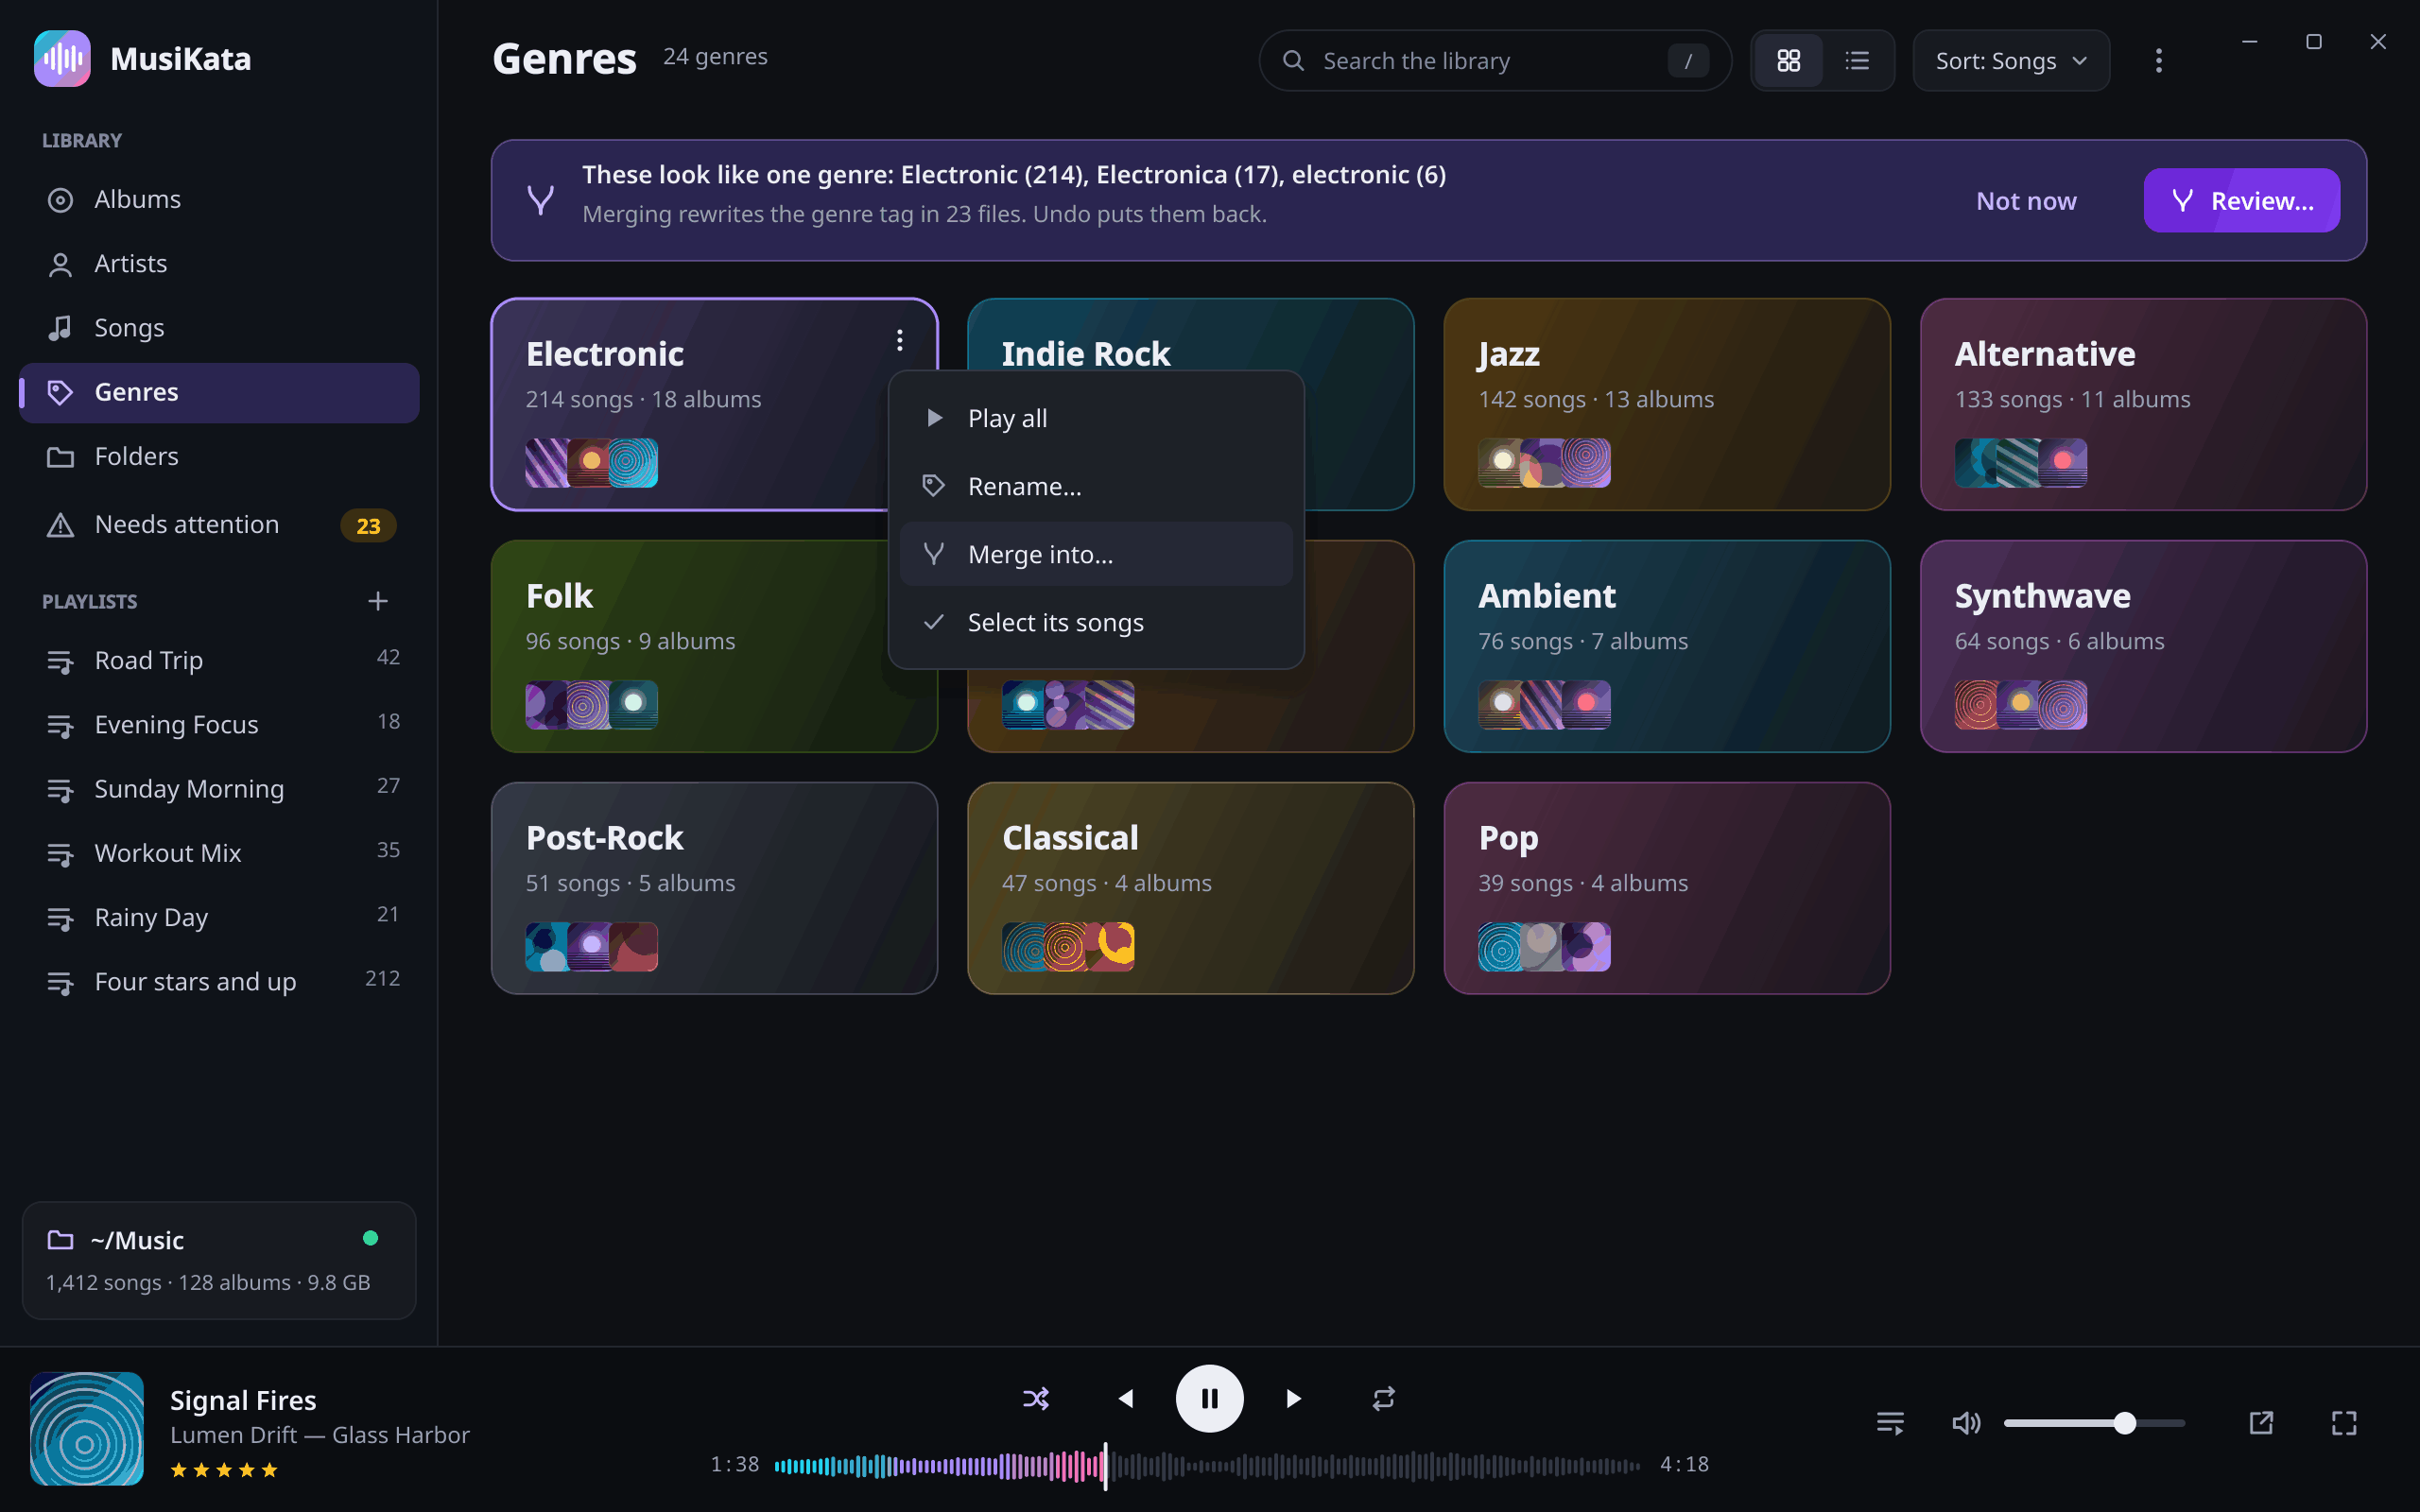 MusiKata
LIBRARY
Albums
Artists
Songs
Genres
Folders
Needs attention 23
PLAYLISTS
Road Trip 42
Evening Focus 18
Sunday Morning 27
Workout Mix 35
Rainy Day 21
Four stars and up 212
~/Music
1,412 songs · 128 albums · 9.8 GB
Genres 24 genres
Search the library /
Sort: Songs
These look like one genre: Electronic (214), Electronica (17), electronic (6)
Merging rewrites the genre tag in 23 files. Undo puts them back.
Not now
Review...
Electronic
214 songs · 18 albums
Indie Rock
Jazz
142 songs · 13 albums
Alternative
133 songs · 11 albums
Play all
Rename...
Merge into...
Select its songs
Folk
96 songs · 9 albums
Ambient
76 songs · 7 albums
Synthwave
64 songs · 6 albums
Post-Rock
51 songs · 5 albums
Classical
47 songs · 4 albums
Pop
39 songs · 4 albums
Signal Fires
Lumen Drift — Glass Harbor
1:38
4:18